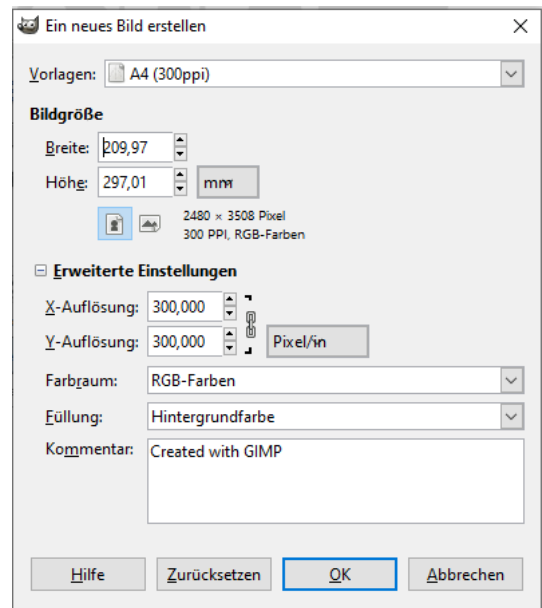 Ein neues Bild erstellen
Vorlagen: A4 (300ppi)
Bildgröße
Breite: 209,97
Höhe: 297,01 mm
2480 × 3508 Pixel
300 PPI, RGB-Farben
Erweiterte Einstellungen
X-Auflösung: 300,000
Y-Auflösung: 300,000 Pixel/in
Farbraum: RGB-Farben
Füllung: Hintergrundfarbe
Kommentar: Created with GIMP
Hilfe Zurücksetzen OK Abbrechen